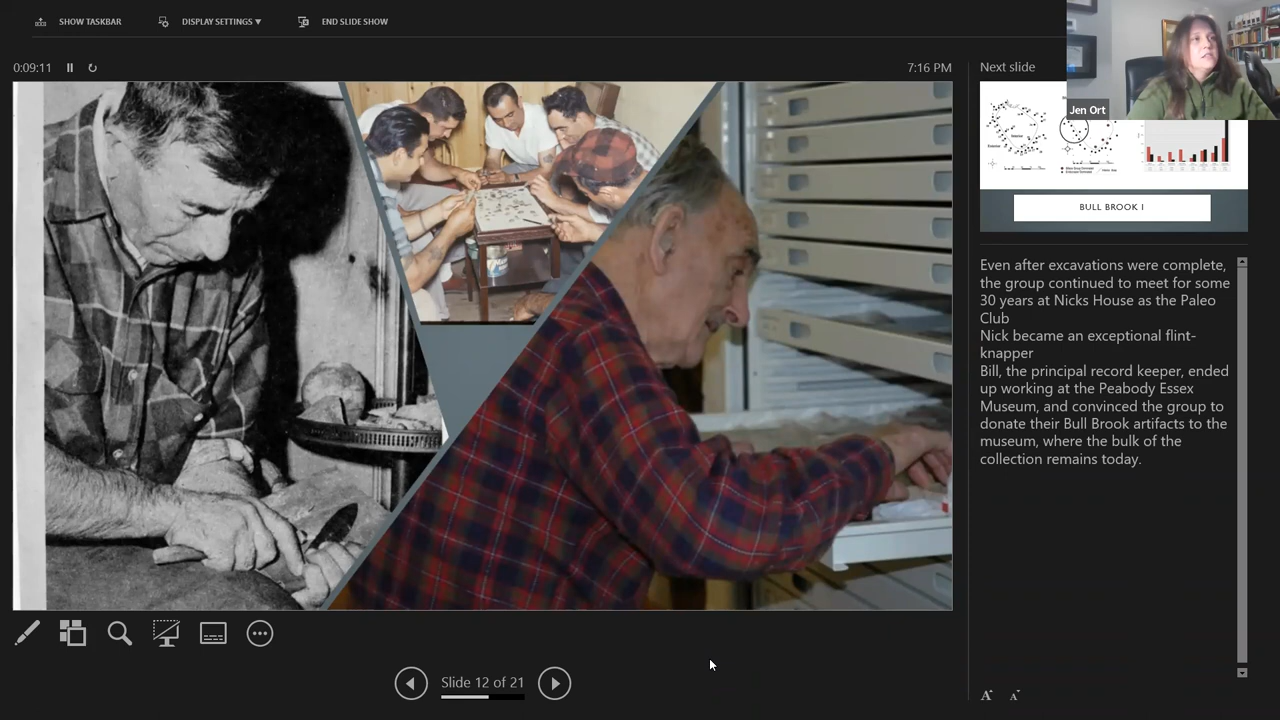 SHOW TASKBAR
DISPLAY SETTINGS ▼
END SLIDE SHOW
0:09:11
7:16 PM
Next slide
Jen Ort
BULL BROOK I
Even after excavations were complete,
the group continued to meet for some
30 years at Nicks House as the Paleo
Club
Nick became an exceptional flint-
knapper
Bill, the principal record keeper, ended
up working at the Peabody Essex
Museum, and convinced the group to
donate their Bull Brook artifacts to the
museum, where the bulk of the
collection remains today.
Slide 12 of 21
A
A